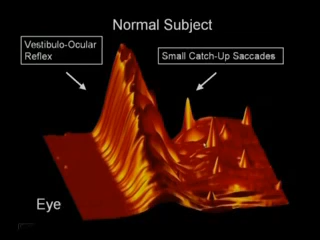 Normal Subject
Vestibulo-Ocular
Reflex
Small Catch-Up Saccades
Eye